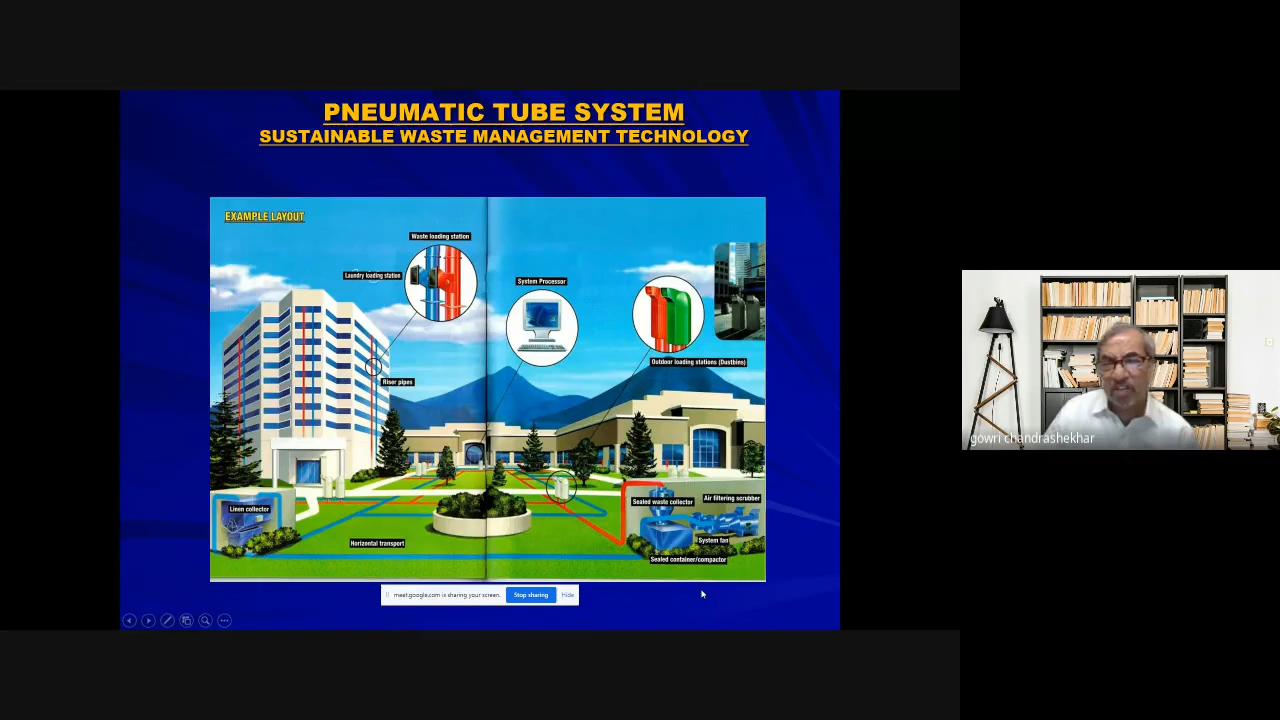 PNEUMATIC TUBE SYSTEM
SUSTAINABLE WASTE MANAGEMENT TECHNOLOGY
EXAMPLE LAYOUT
Waste loading station
Laundry loading station
System Processor
Outdoor loading stations (Dustbins)
Riser pipes
Linen collector
Horizontal transport
Sealed waste collector
Air filtering scrubber
System fan
Sealed container/compactor
meet.google.com is sharing your screen.
Stop sharing
Hide
gowri chandrashekhar